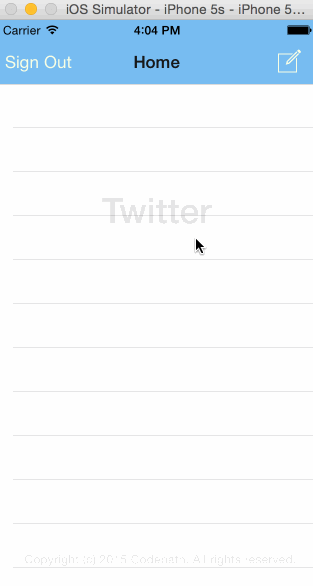 iOS Simulator - iPhone 5s - iPhone 5...
Carrier 4:04 PM
Sign Out Home
Twitter
Copyright (c) 2015 Codepath. All rights reserved.